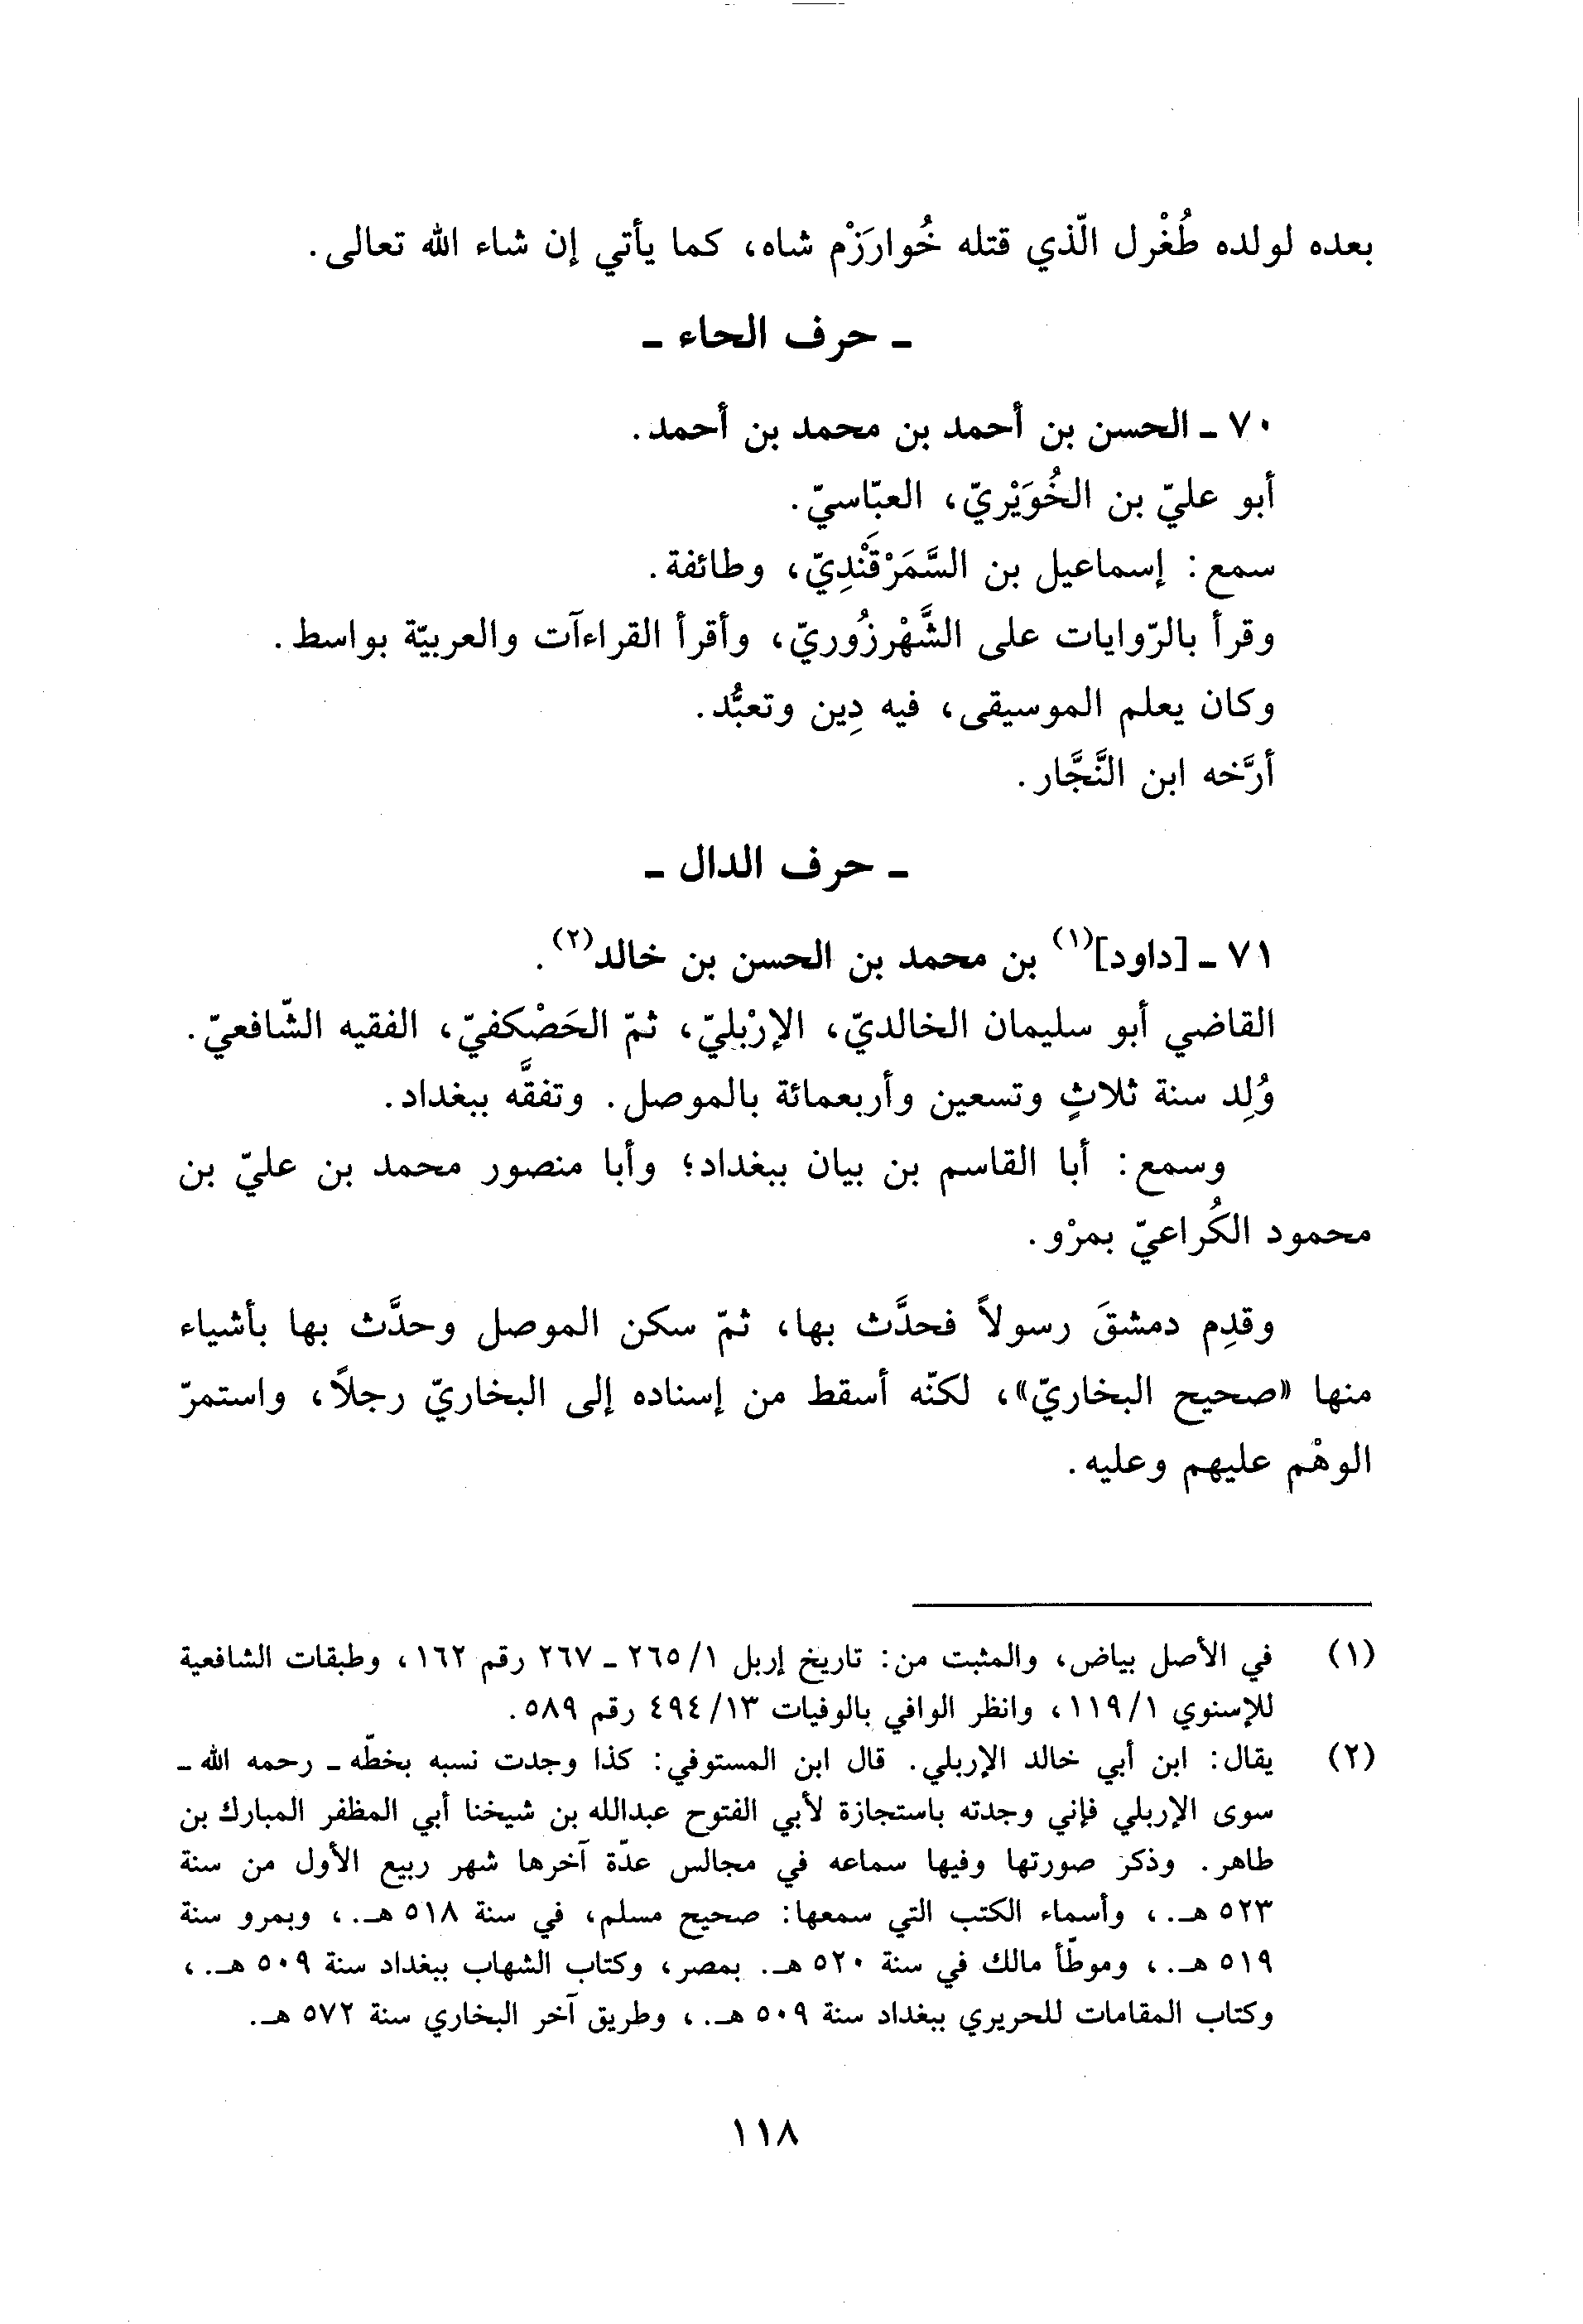 بعده لولده طُغْرل الّذي قتله خُوارَزْم شاه، كما يأتي إن شاء الله تعالى.
ـ حرف الحاء ـ
٧٠ ـ الحسن بن أحمد بن محمد بن أحمد.
أبو عليّ بن الخُوَيْريّ، العبّاسيّ.
سمع: إسماعيل بن السَّمَرْقَنْدِيّ، وطائفة.
وقرأ بالرّوايات على الشَّهْرزُوريّ، وأقرأ القراءآت والعربيّة بواسط.
وكان يعلم الموسيقى، فيه دِين وتعبُّد.
أرَّخه ابن النَّجَّار.
ـ حرف الدال ـ
٧١ ـ [داود](١) بن محمد بن الحسن بن خالد(٢).
القاضي أبو سليمان الخالديّ، الإرْبليّ، ثمّ الحَصْكفيّ، الفقيه الشّافعيّ.
وُلِد سنة ثلاثٍ وتسعين وأربعمائة بالموصل. وتفقَّه ببغداد.
وسمع: أبا القاسم بن بيان ببغداد؛ وأبا منصور محمد بن عليّ بن
محمود الكُراعيّ بمرْو.
وقدِم دمشقَ رسولاً فحدَّث بها، ثمّ سكن الموصل وحدَّث بها بأشياء
منها «صحيح البخاريّ»، لكنّه أسقط من إسناده إلى البخاريّ رجلاً، واستمرّ
الوهْم عليهم وعليه.
(١) في الأصل بياض، والمثبت من: تاريخ إربل ١/ ٢٦٥ ـ ٢٦٧ رقم ١٦٢، وطبقات الشافعية
للإسنوي ١/ ١١٩، وانظر الوافي بالوفيات ١٣/ ٤٩٤ رقم ٥٨٩.
(٢) يقال: ابن أبي خالد الإربلي. قال ابن المستوفي: كذا وجدت نسبه بخطّه ـ رحمه الله ـ
سوى الإربلي فإني وجدته باستجازة لأبي الفتوح عبدالله بن شيخنا أبي المظفر المبارك بن
طاهر. وذكر صورتها وفيها سماعه في مجالس عدّة آخرها شهر ربيع الأول من سنة
٥٢٣ هـ.، وأسماء الكتب التي سمعها: صحيح مسلم، في سنة ٥١٨ هـ.، وبمرو سنة
٥١٩ هـ.، وموطّأ مالك في سنة ٥٢٠ هـ. بمصر، وكتاب الشهاب ببغداد سنة ٥٠٩ هـ.،
وكتاب المقامات للحريري ببغداد سنة ٥٠٩ هـ.، وطريق آخر البخاري سنة ٥٧٢ هـ.
١١٨